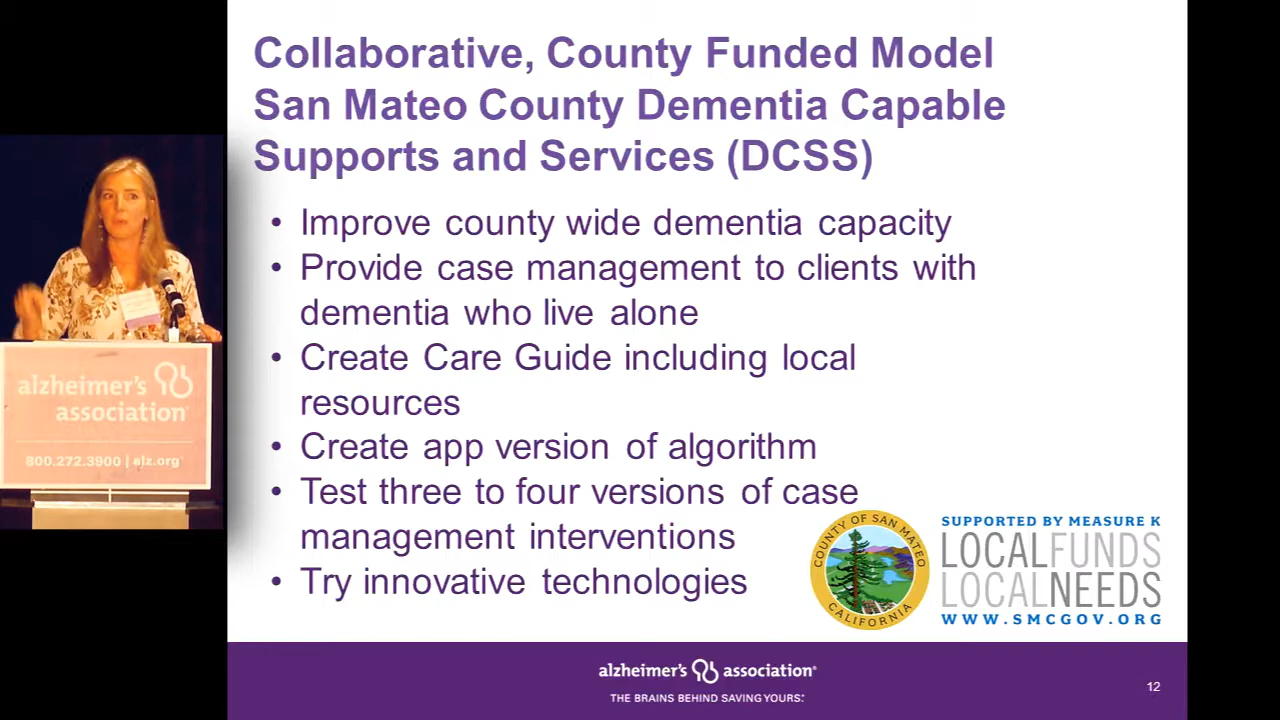 Collaborative, County Funded Model
San Mateo County Dementia Capable
Supports and Services (DCSS)
• Improve county wide dementia capacity
• Provide case management to clients with
dementia who live alone
• Create Care Guide including local
resources
• Create app version of algorithm
• Test three to four versions of case
management interventions
• Try innovative technologies
COUNTY OF SAN MATEO
CALIFORNIA
SUPPORTED BY MEASURE K
LOCALFUNDS
LOCALNEEDS
WWW.SMCGOV.ORG
alzheimer's association®
THE BRAINS BEHIND SAVING YOURS.™
12
alzheimer's
association®
800.272.3900 | alz.org®